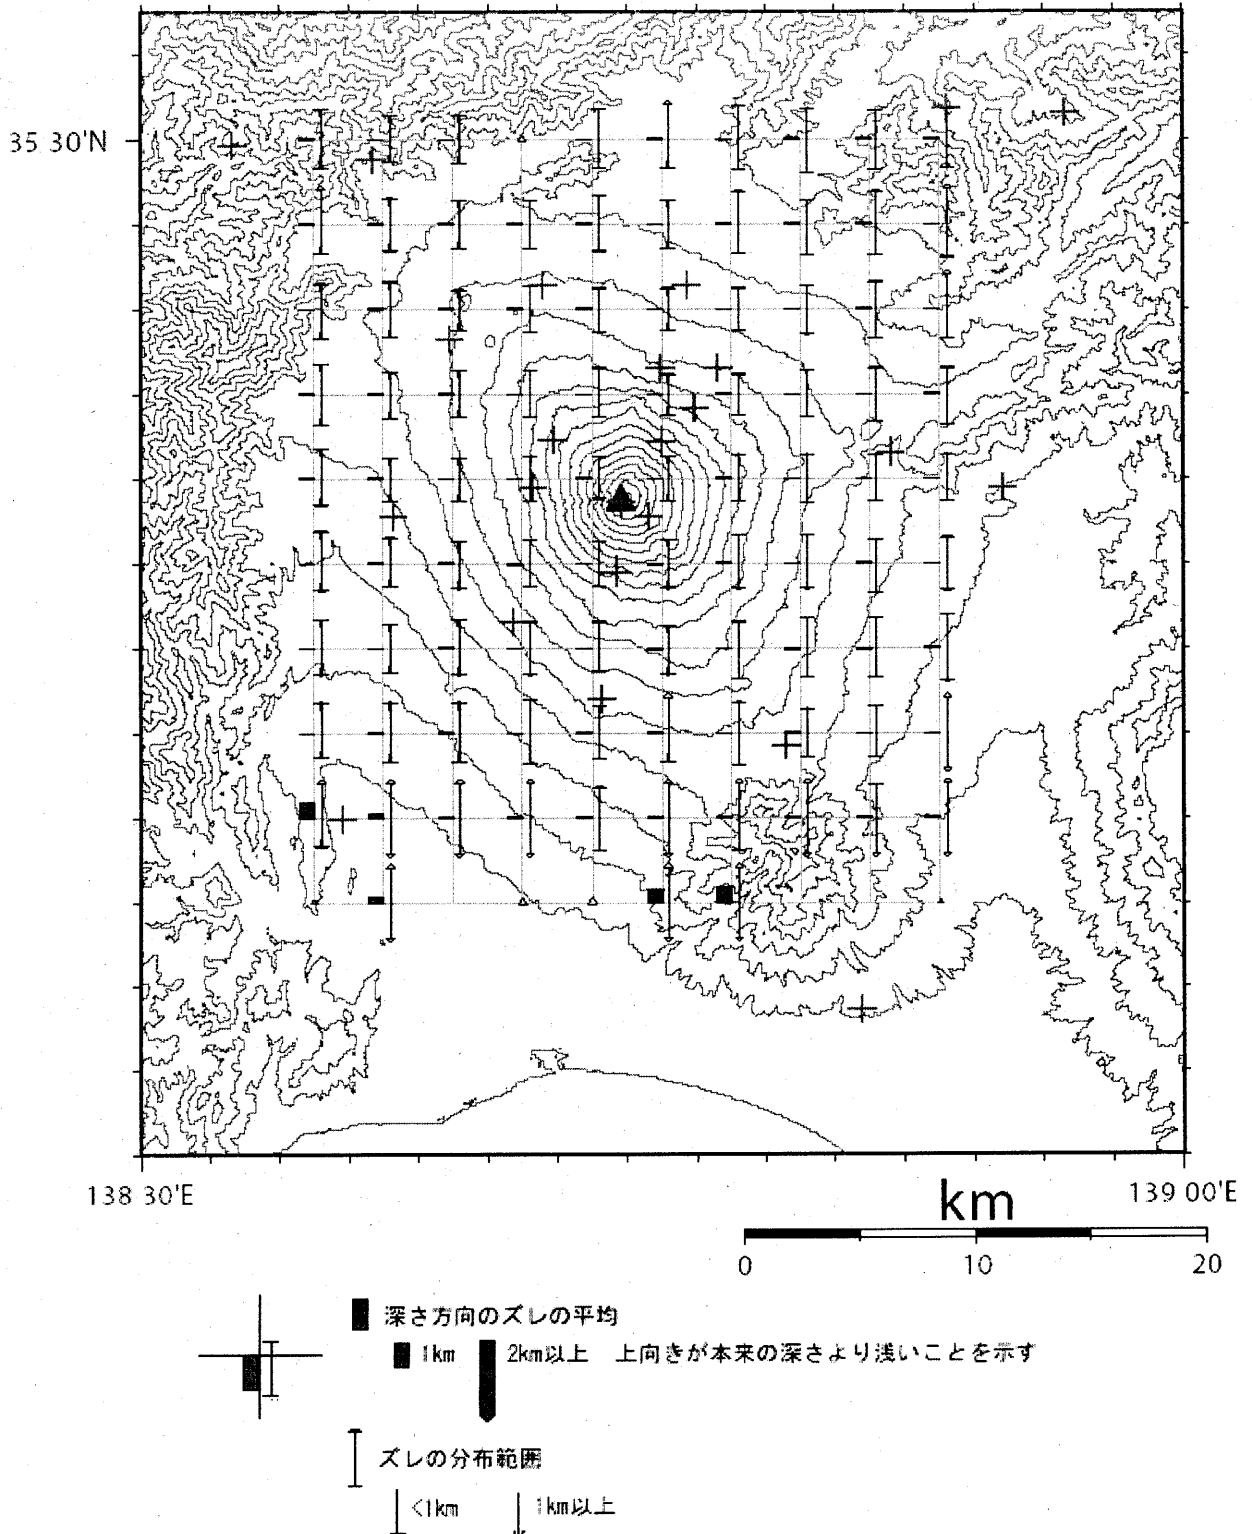 35 30'N
138 30'E
139 00'E
km
0 10 20
深さ方向のズレの平均
1km 2km以上 上向きが本来の深さより浅いことを示す
ズレの分布範囲
<1km 1km以上